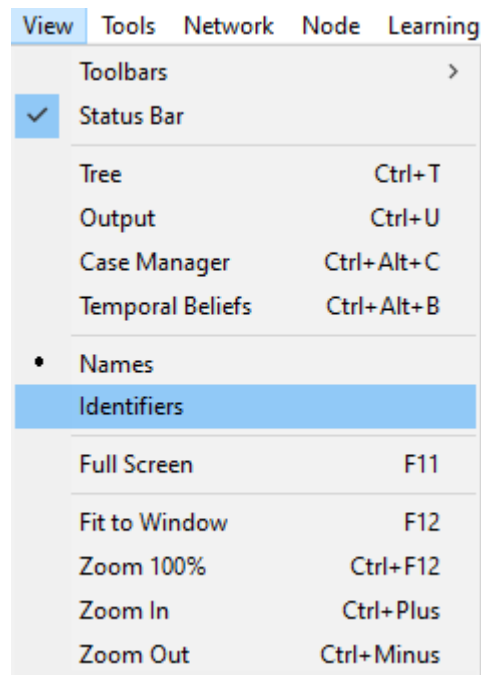 View Tools Network Node Learning
Toolbars >
Status Bar
Tree Ctrl+T
Output Ctrl+U
Case Manager Ctrl+Alt+C
Temporal Beliefs Ctrl+Alt+B
Names
Identifiers
Full Screen F11
Fit to Window F12
Zoom 100% Ctrl+F12
Zoom In Ctrl+Plus
Zoom Out Ctrl+Minus